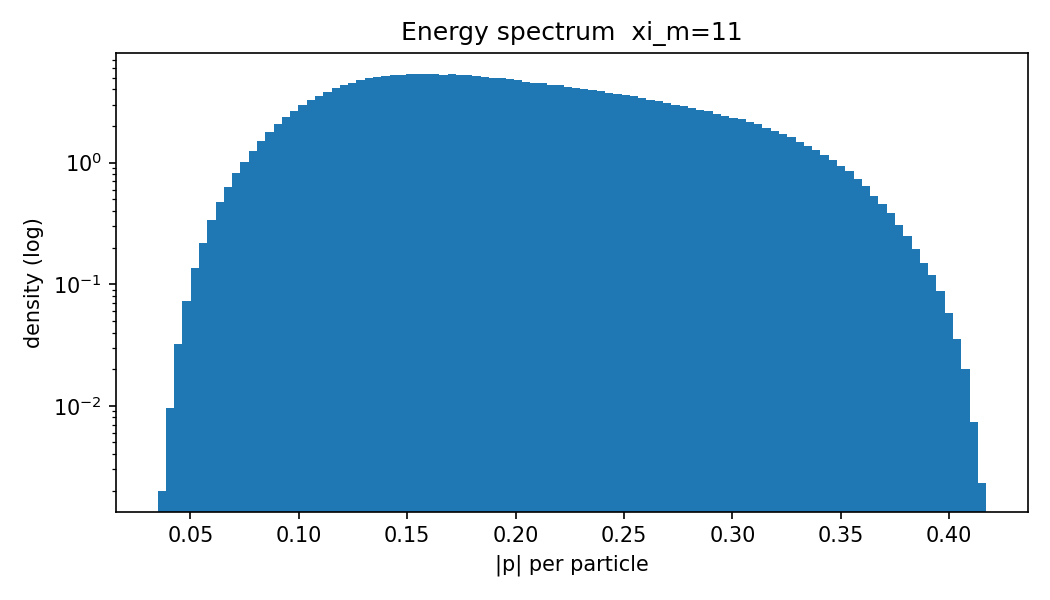 Energy spectrum  xi_m=11
density (log)
10⁰
10⁻¹
10⁻²
0.05 0.10 0.15 0.20 0.25 0.30 0.35 0.40
|p| per particle